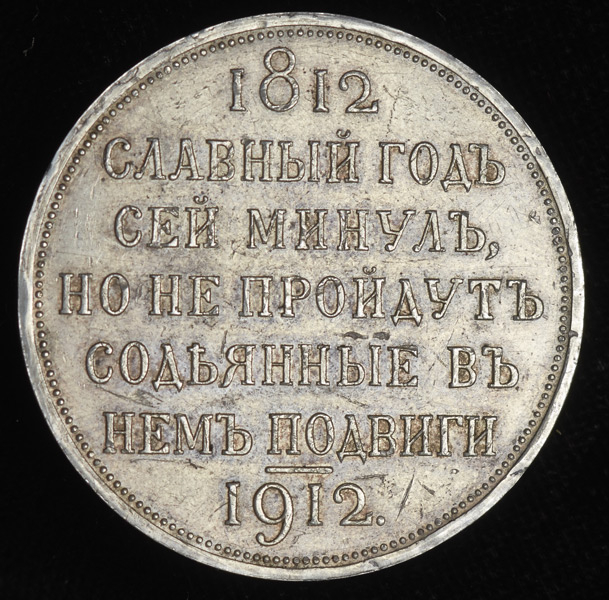 1812
СЛАВНЫЙ ГОДЪ
СЕЙ МИНУЛЪ,
НО НЕ ПРОЙДУТЪ
СОДѢЯННЫЕ ВЪ
НЕМЪ ПОДВИГИ
1912.